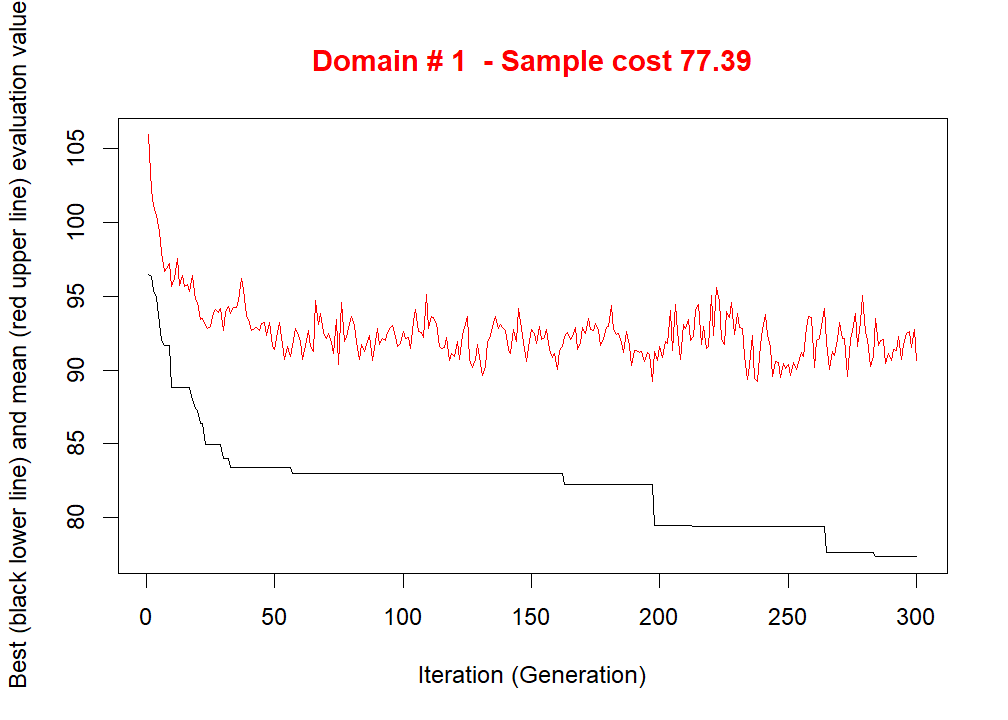 Domain # 1  - Sample cost 77.39
Best (black lower line) and mean (red upper line) evaluation value
105
100
95
90
85
80
0 50 100 150 200 250 300
Iteration (Generation)